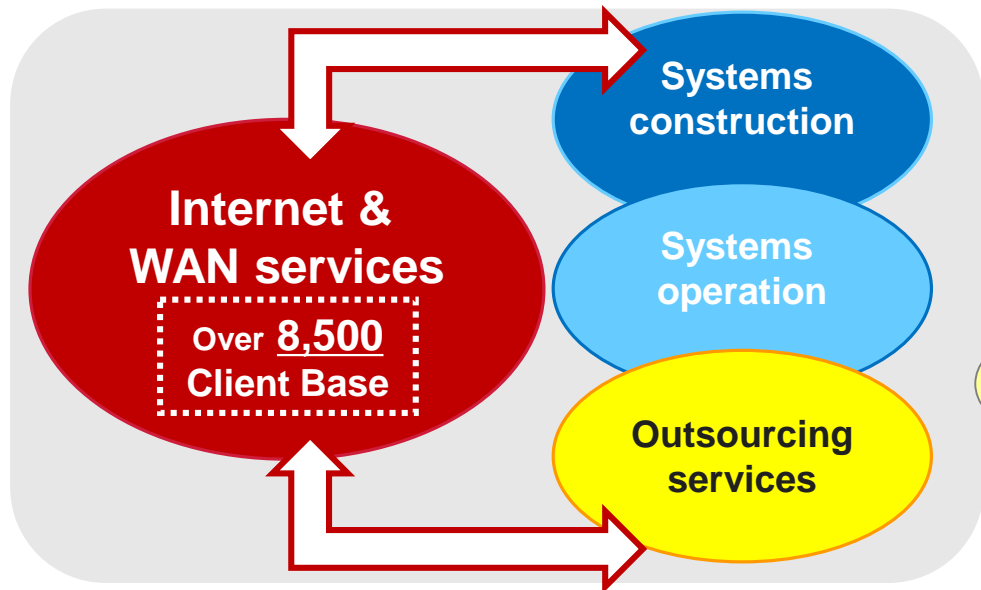 Internet &
WAN services
Over 8,500
Client Base
Systems
construction
Systems
operation
Outsourcing
services